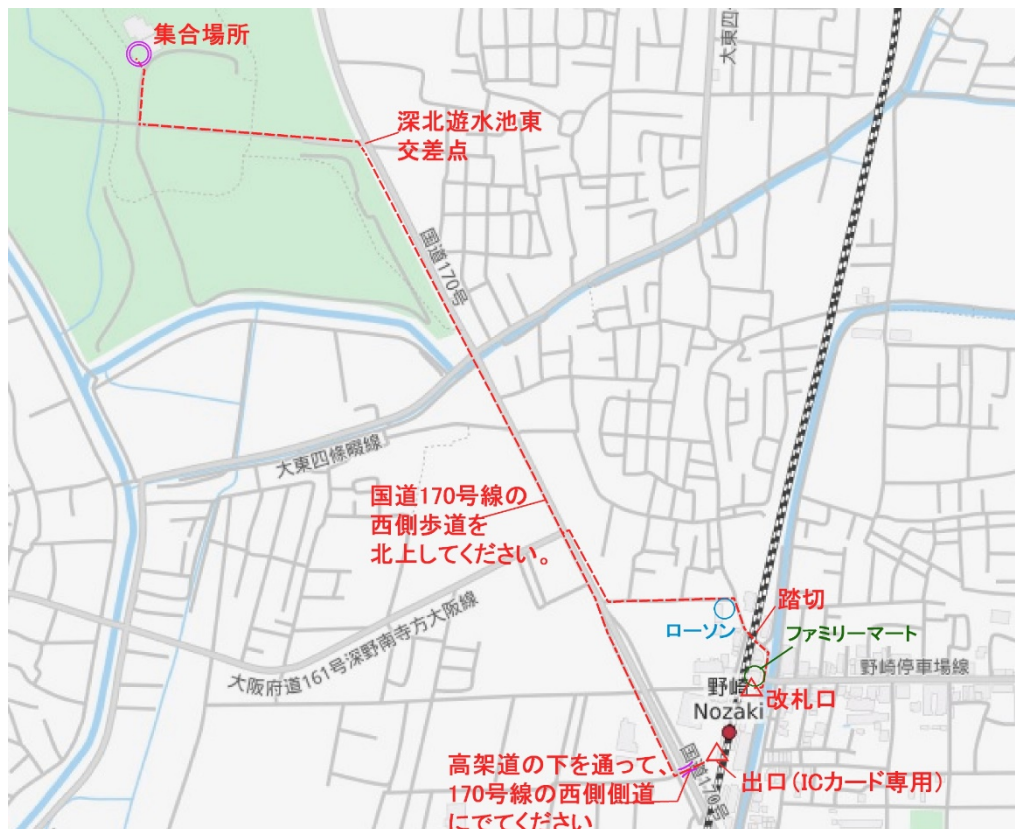 集合場所
大東四
深北遊水池東
交差点
国道170号
大東四條畷線
国道170号線の
西側歩道を
北上してください。
踏切
ローソン
ファミリーマート
大阪府道161号深野南寺方大阪線
野崎停車場線
野崎
Nozaki
改札口
高架道の下を通って、
170号線の西側側道
にでてください
国道170号
出口(ICカード専用)